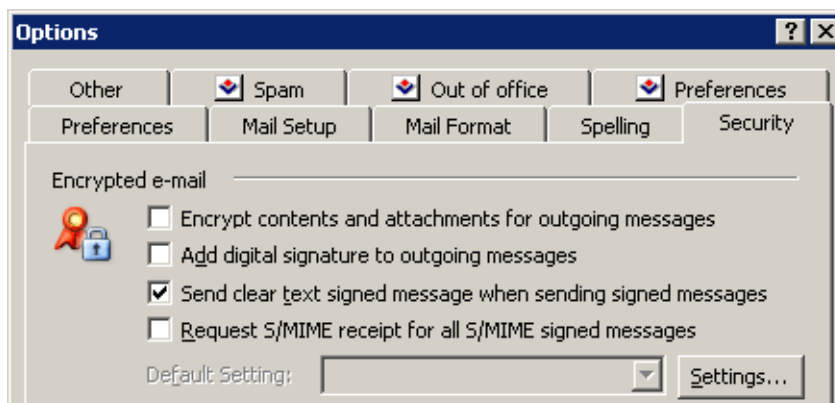 Options
Other Spam Out of office Preferences
Preferences Mail Setup Mail Format Spelling Security
Encrypted e-mail
Encrypt contents and attachments for outgoing messages
Add digital signature to outgoing messages
Send clear text signed message when sending signed messages
Request S/MIME receipt for all S/MIME signed messages
Default Setting: Settings...